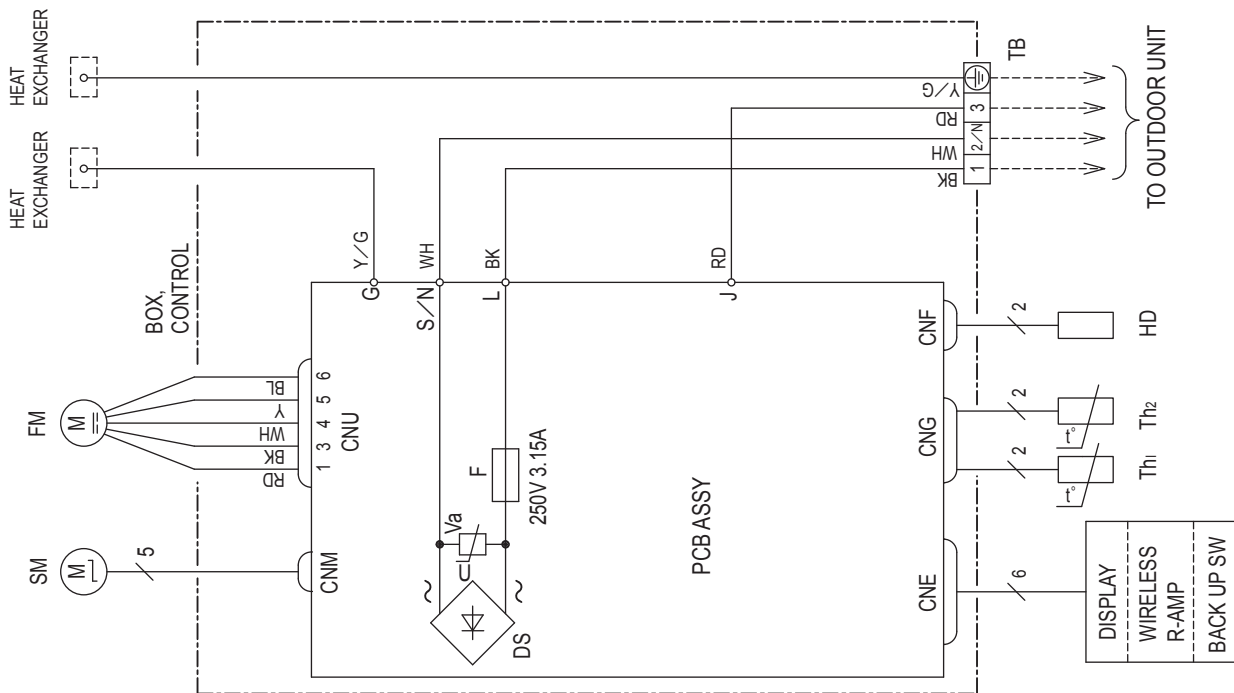 HEAT
EXCHANGER
HEAT
EXCHANGER
BOX,
CONTROL
FM
M
SM
M
5
RD
BK
WH
Y
BL
1
3
4
5
6
CNU
CNM
Y/G
G
WH
S/N
BK
L
RD
J
F
250V 3.15A
Va
U
~
~
DS
PCB ASSY
CNF
CNG
CNE
TB
Y/G
RD
WH
BK
3
2/N
1
TO OUTDOOR UNIT
2
HD
2
t°
Th2
2
t°
Th1
6
DISPLAY
WIRELESS
R-AMP
BACK UP SW